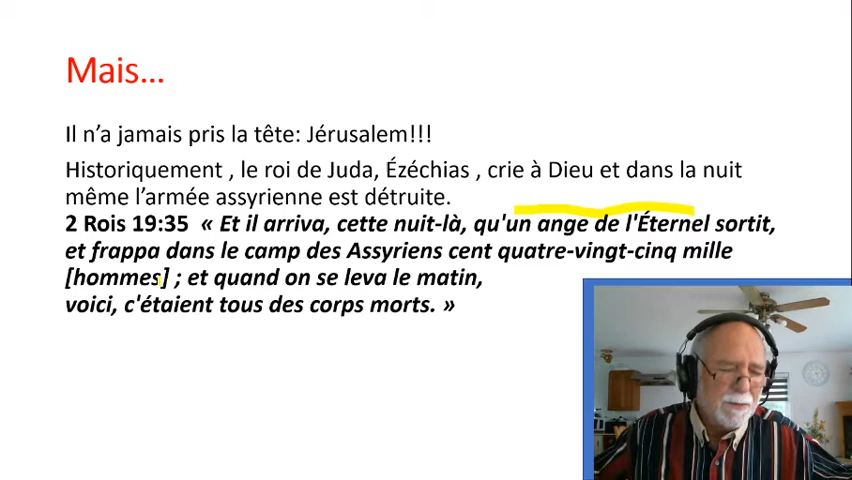 Mais…
Il n’a jamais pris la tête: Jérusalem!!!
Historiquement , le roi de Juda, Ézéchias , crie à Dieu et dans la nuit
même l’armée assyrienne est détruite.
2 Rois 19:35 « Et il arriva, cette nuit-là, qu'un ange de l'Éternel sortit,
et frappa dans le camp des Assyriens cent quatre-vingt-cinq mille
[hommes] ; et quand on se leva le matin,
voici, c'étaient tous des corps morts. »